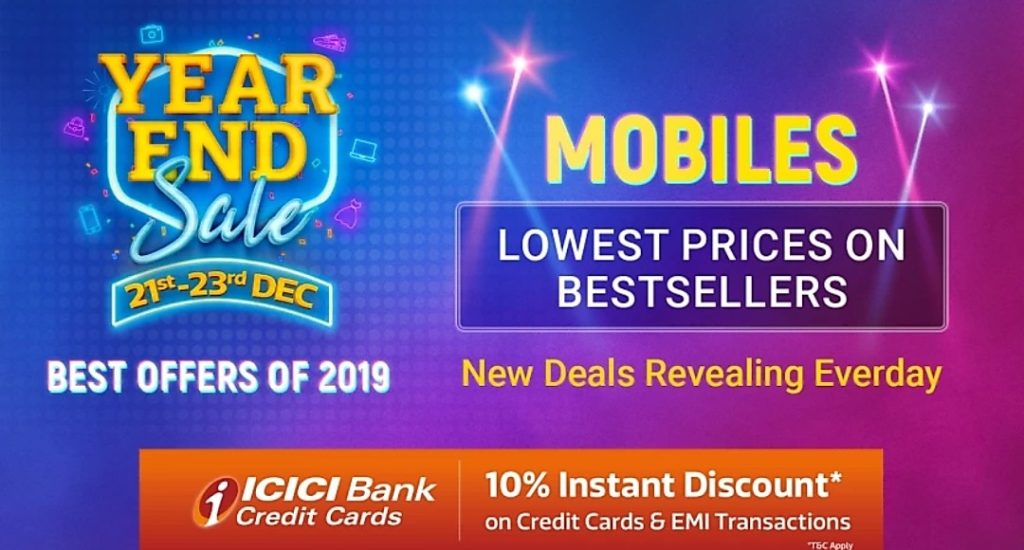 YEAR
END
Sale
21st-23rd DEC
BEST OFFERS OF 2019
MOBILES
LOWEST PRICES ON
BESTSELLERS
New Deals Revealing Everday
i ICICI Bank
Credit Cards
10% Instant Discount*
on Credit Cards & EMI Transactions
*T&C Apply